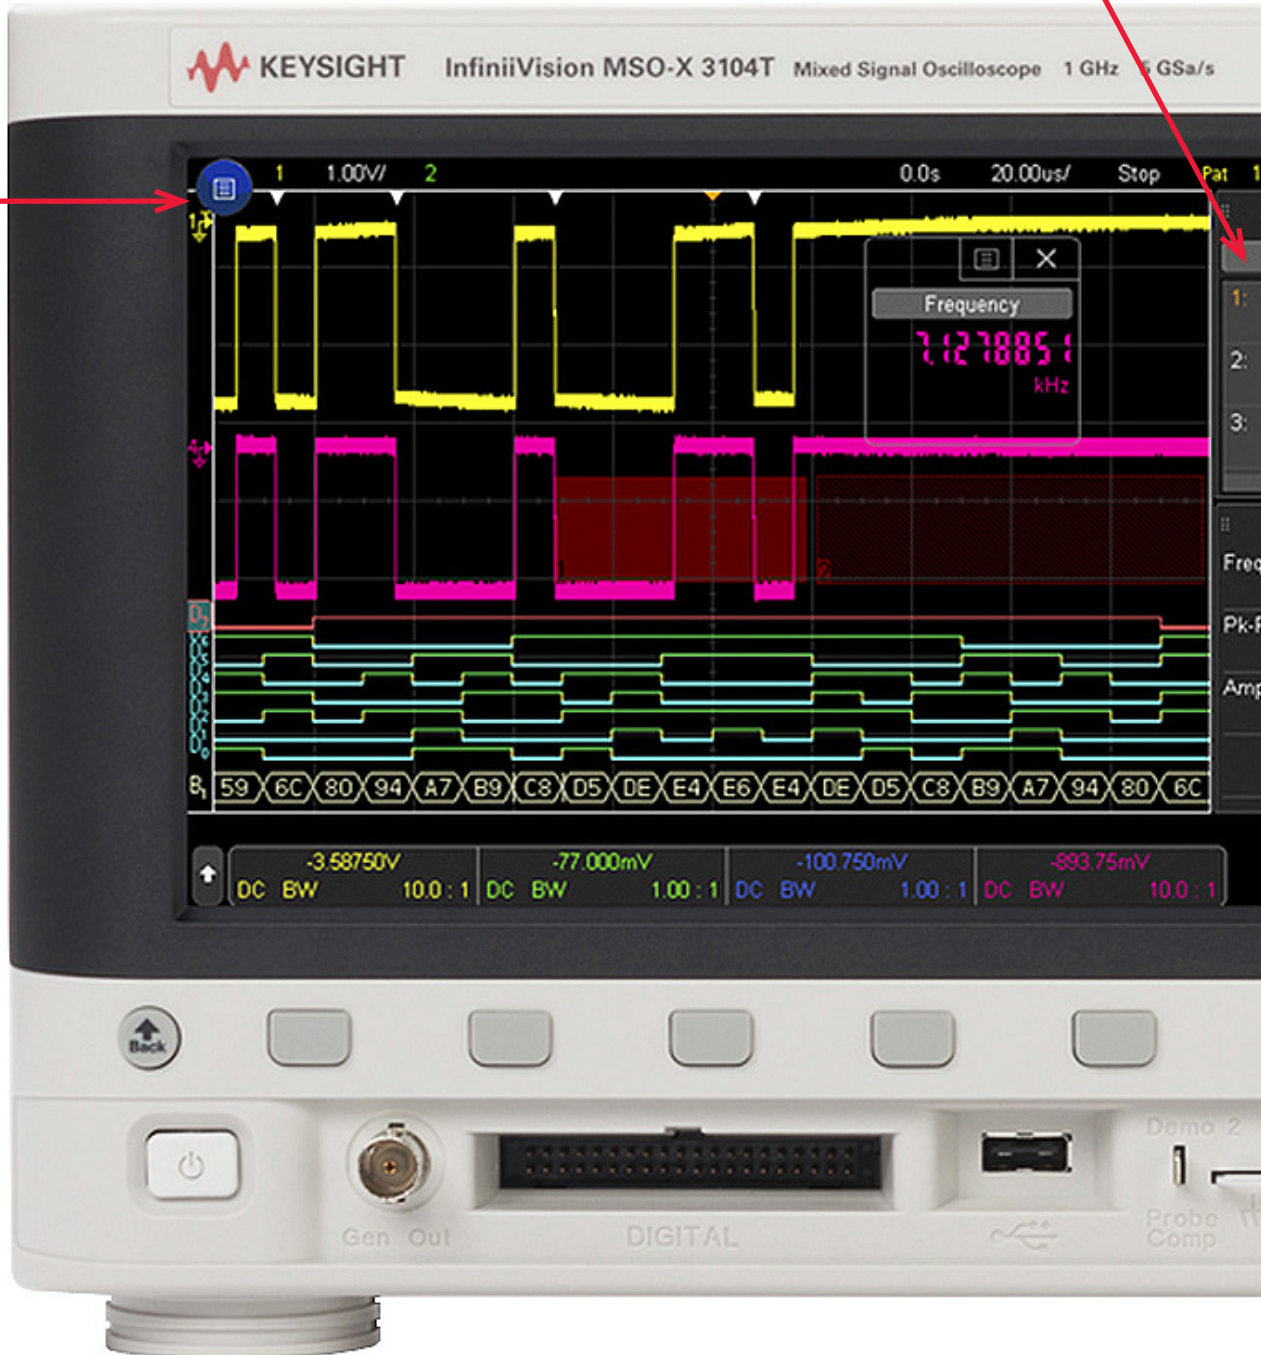 KEYSIGHT InfiniiVision MSO-X 3104T Mixed Signal Oscilloscope 1 GHz 5 GSa/s
1 1.00V/ 2 0.0s 20.00us/ Stop Pat 1
Frequency
7.1278851
kHz
1:
2:
3:
Freq
Pk-P
Amp
D7
D0
B1 59 6C 80 94 A7 B9 C8 D5 DE E4 E6 E4 DE D5 C8 B9 A7 94 80 6C
-3.58750V -77.000mV -100.750mV -893.75mV
DC BW 10.0 : 1 DC BW 1.00 : 1 DC BW 1.00 : 1 DC BW 10.0 : 1
Back
Demo 2
Gen Out DIGITAL Probe
Comp